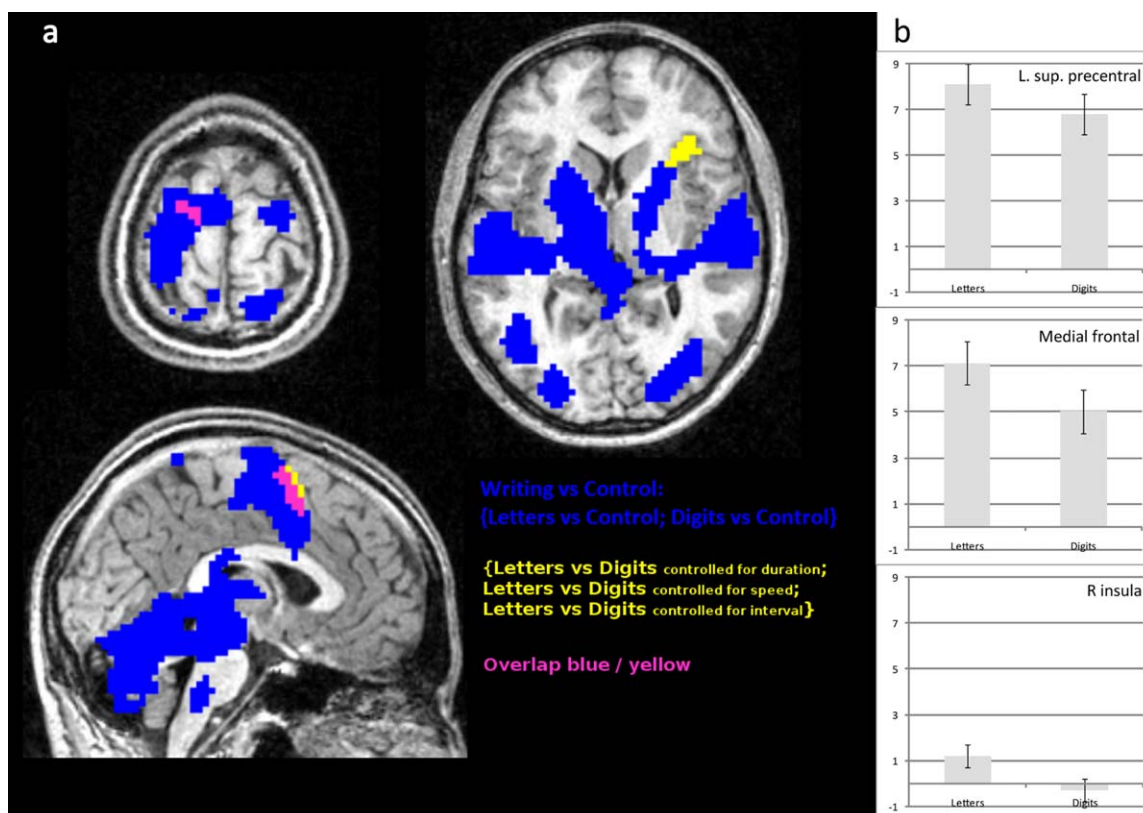 a
Writing vs Control:
{Letters vs Control; Digits vs Control}
{Letters vs Digits controlled for duration;
Letters vs Digits controlled for speed;
Letters vs Digits controlled for interval}
Overlap blue / yellow
b
L. sup. precentral
9
7
5
3
1
-1
Letters Digits
Medial frontal
9
7
5
3
1
-1
Letters Digits
R insula
9
7
5
3
1
-1
Letters Digits